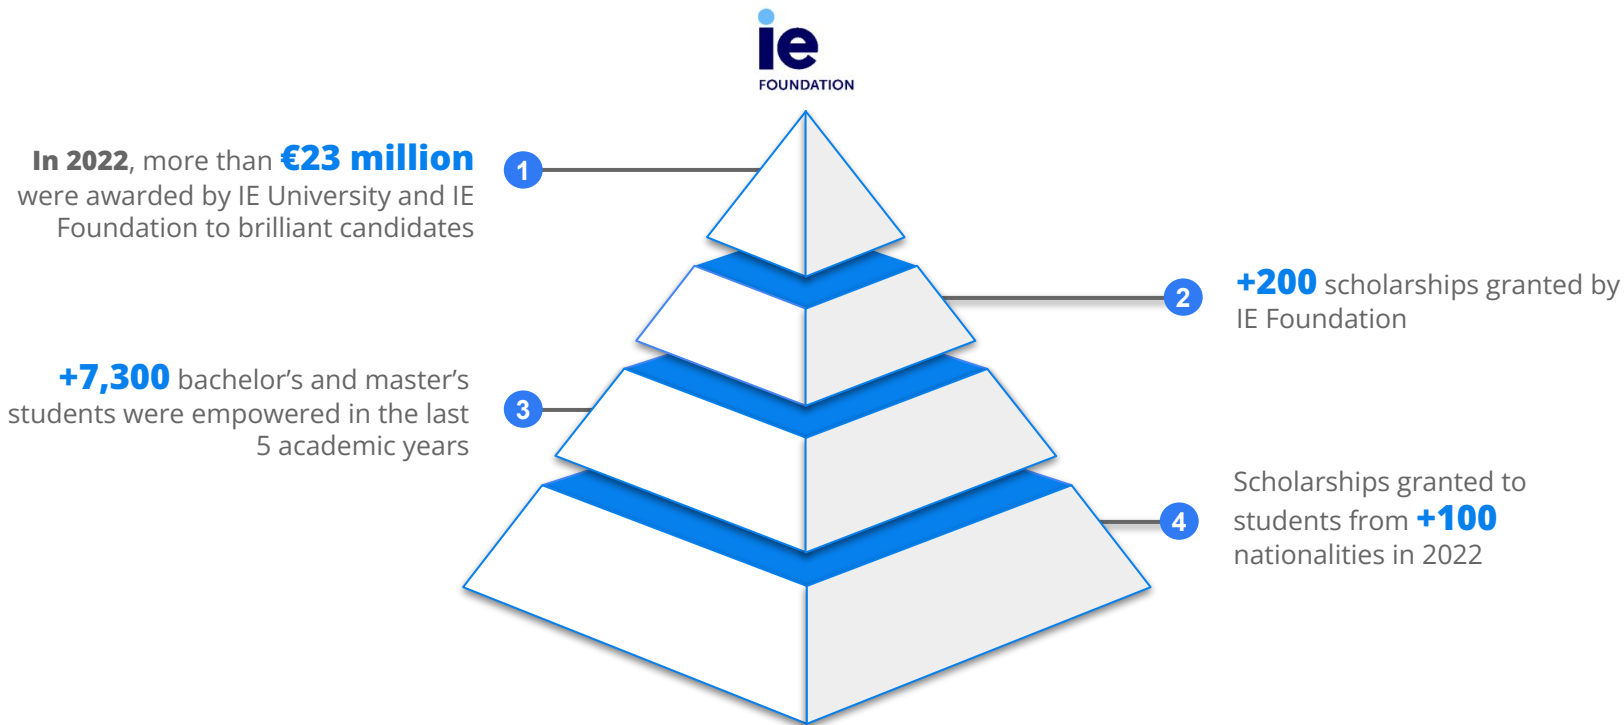 ie
FOUNDATION
In 2022, more than €23 million
were awarded by IE University and IE
Foundation to brilliant candidates
1
2
+200 scholarships granted by
IE Foundation
+7,300 bachelor’s and master’s
students were empowered in the last
5 academic years
3
4
Scholarships granted to
students from +100
nationalities in 2022